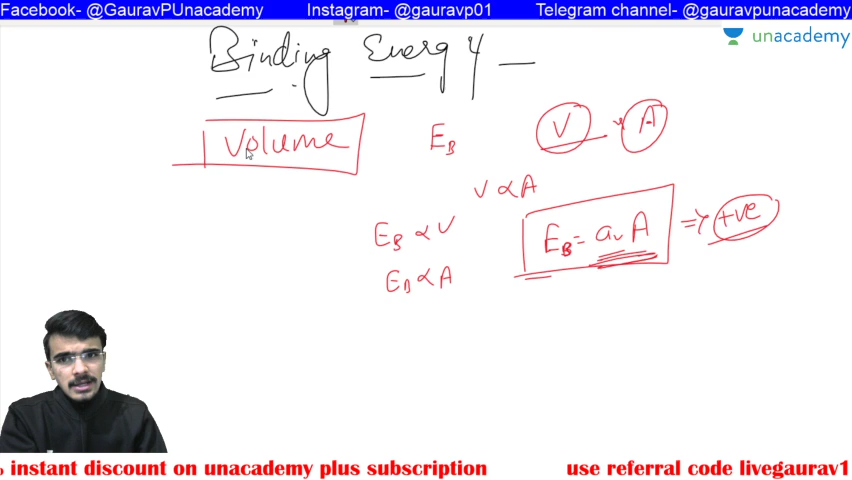 Facebook- @GauravPUnacademy Instagram- @gauravp01 Telegram channel- @gauravpunacademy
unacademy
Binding Energy
Volume E_B V A
V ∝ A
E_B ∝ V E_B = a_v A ⇒ +ve
E_B ∝ A
instant discount on unacademy plus subscription use referral code livegaurav1